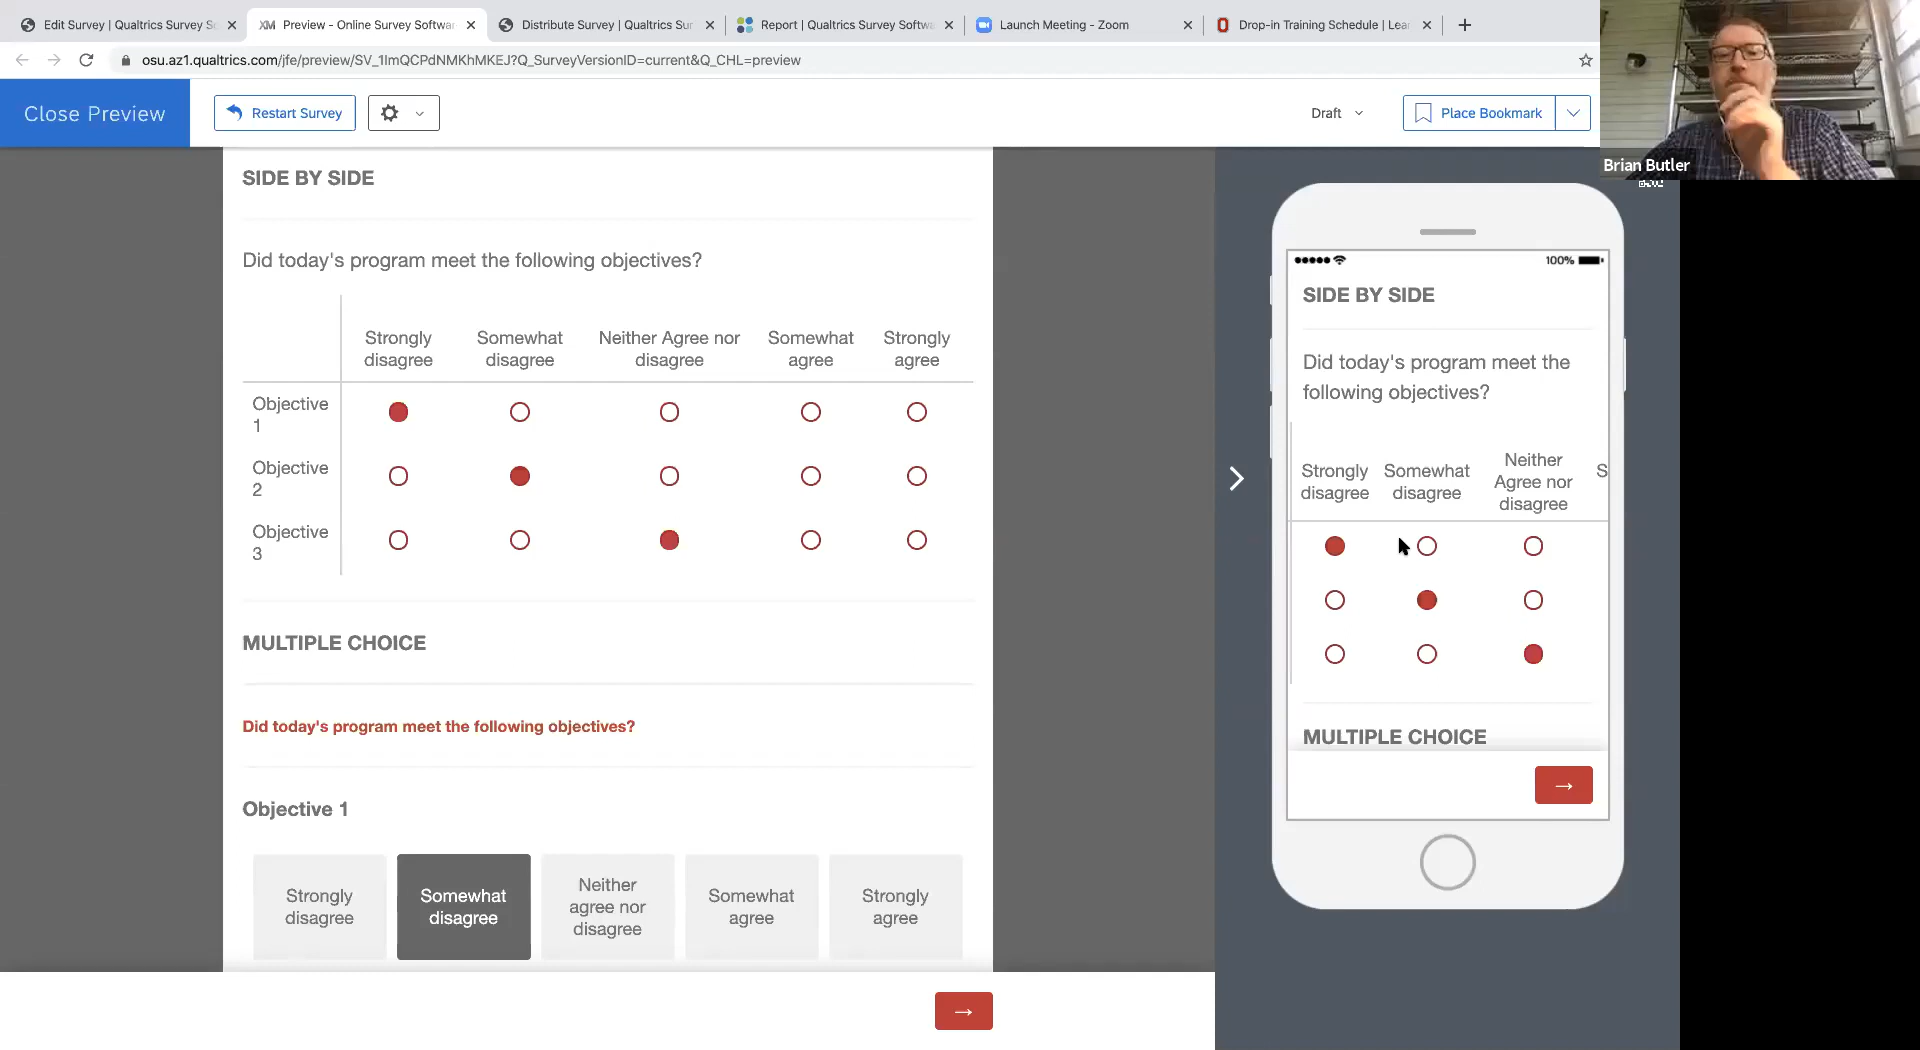 Edit Survey | Qualtrics S
XM Preview - Online Survey Softwar
Distribute Survey | Qualtrics Sur
Report | Qualtrics Survey Softwa
Launch Meeting - Zoom
Drop-in Training Schedule | Lea
osu.az1.qualtrics.com/jfe/preview/SV_1ImQCPdNMKhMKEJ?Q_SurveyVersionID=current&Q_CHL=preview
Close Preview
Restart Survey
Draft
Place Bookmark
Brian Butler
SIDE BY SIDE
Did today's program meet the following objectives?
Strongly disagree
Somewhat disagree
Neither Agree nor disagree
Somewhat agree
Strongly agree
Objective 1
Objective 2
Objective 3
MULTIPLE CHOICE
Did today's program meet the following objectives?
Objective 1
Strongly disagree
Somewhat disagree
Neither agree nor disagree
Somewhat agree
Strongly agree
→
100%
SIDE BY SIDE
Did today's program meet the
following objectives?
Strongly disagree
Somewhat disagree
Neither Agree nor disagree
S
MULTIPLE CHOICE
→